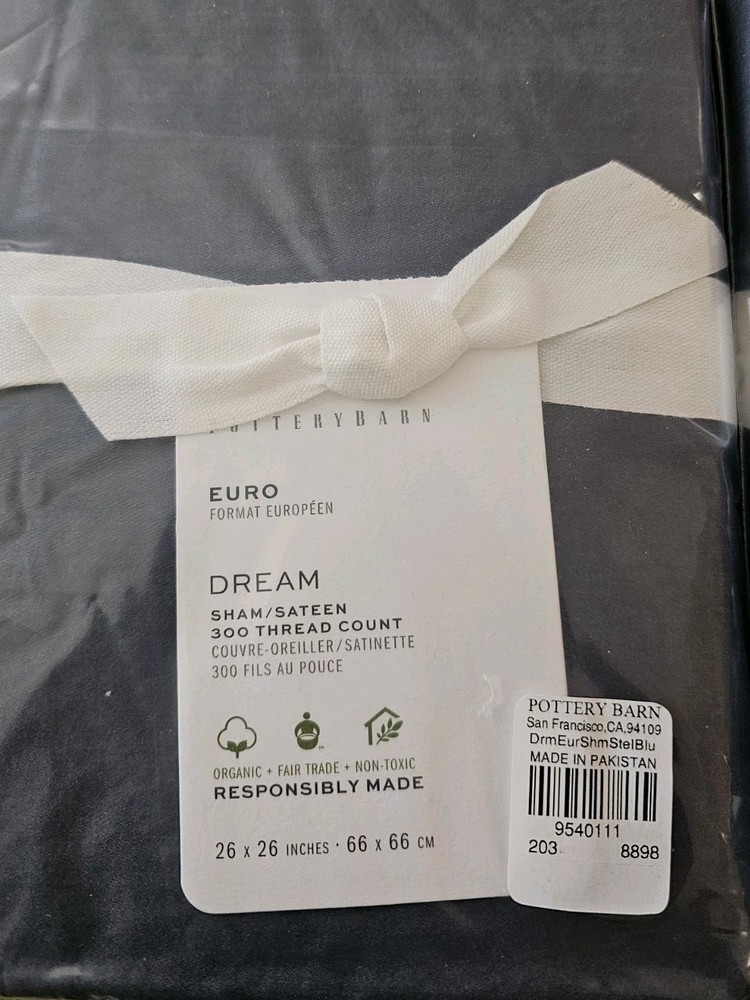 POTTERYBARN
EURO
FORMAT EUROPÉEN
DREAM
SHAM/SATEEN
300 THREAD COUNT
COUVRE-OREILLER/SATINETTE
300 FILS AU POUCE
ORGANIC + FAIR TRADE + NON-TOXIC
RESPONSIBLY MADE
26 x 26 INCHES · 66 x 66 CM
POTTERY BARN
San Francisco,CA,94109
DrmEurShmStelBlu
MADE IN PAKISTAN
9540111
203 8898